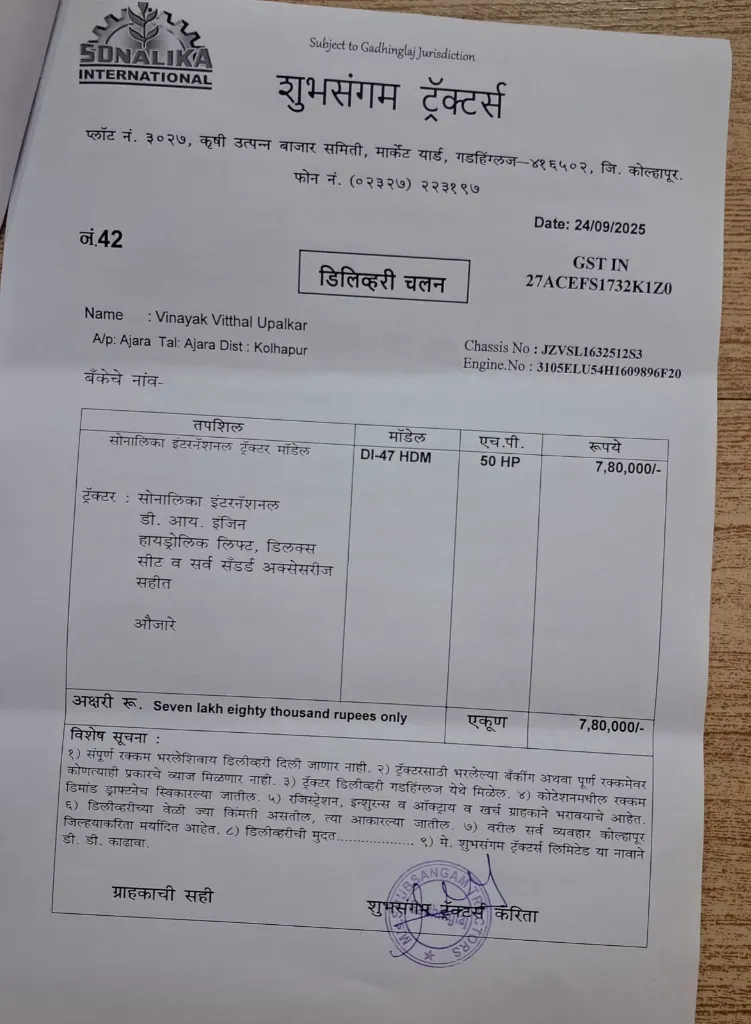 SONALIKA
INTERNATIONAL
Subject to Gadhinglaj Jurisdiction
शुभसंगम ट्रॅक्टर्स
प्लॉट नं. ३०२७, कृषी उत्पन्न बाजार समिती, मार्केट यार्ड, गडहिंग्लज–४१६५०२, जि. कोल्हापूर.
फोन नं. (०२३२७) २२३१९७
Date: 24/09/2025
नं.42
डिलिव्हरी चलन
GST IN
27ACEFS1732K1Z0
Name : Vinayak Vitthal Upalkar
A/p: Ajara Tal: Ajara Dist : Kolhapur
Chassis No : JZVSL1632512S3
Engine.No : 3105ELU54H1609896F20
बँकेचे नांव-
तपशिल मॉडेल एच.पी. रूपये
सोनालिका इंटरनॅशनल ट्रॅक्टर मॉडेल DI-47 HDM 50 HP 7,80,000/-
ट्रॅक्टर : सोनालिका इंटरनॅशनल
डी. आय. इंजिन
हायड्रोलिक लिफ्ट, डिलक्स
सीट व सर्व सँडर्ड अक्सेसरीज
सहीत
औजारे
अक्षरी रू. Seven lakh eighty thousand rupees only एकूण 7,80,000/-
विशेष सूचना :
१) संपूर्ण रक्कम भरलेशिवाय डिलीव्हरी दिली जाणार नाही. २) ट्रॅक्टरसाठी भरलेल्या बँकींग अथवा पूर्ण रक्कमेवर
कोणत्याही प्रकारचे व्याज मिळणार नाही. ३) ट्रॅक्टर डिलीव्हरी गडहिंग्लज येथे मिळेल. ४) कोटेशनमधील रक्कम
डिमांड ड्राफ्टनेच स्विकारल्या जातील. ५) रजिस्ट्रेशन, इन्शुरन्स व ऑक्ट्राय व खर्च ग्राहकाने भरावयाचे आहेत.
६) डिलीव्हरीच्या वेळी ज्या किंमती असतील, त्या आकारल्या जातील. ७) वरील सर्व व्यवहार कोल्हापूर
जिल्हयाकरिता मर्यादित आहेत. ८) डिलीव्हरीची मुदत.................. ९) मे. शुभसंगम ट्रॅक्टर्स लिमिटेड या नावाने
डी. डी. काढावा.
ग्राहकाची सही
शुभसंगम ट्रॅक्टर्स करिता
M/S. SUBSANGAM TRACTORS